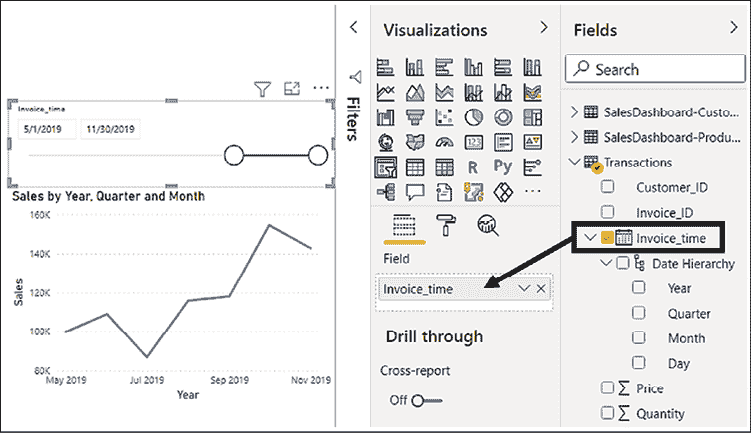 Invoice_time
5/1/2019 11/30/2019
Sales by Year, Quarter and Month
160K
140K
120K
100K
80K
Sales
May 2019 Jul 2019 Sep 2019 Nov 2019
Year
Filters
Visualizations
R Py
...
Field
Invoice_time
Drill through
Cross-report
Off
Fields
Search
SalesDashboard-Custo...
SalesDashboard-Produ...
Transactions
Customer_ID
Invoice_ID
Invoice_time
Date Hierarchy
Year
Quarter
Month
Day
Price
Quantity